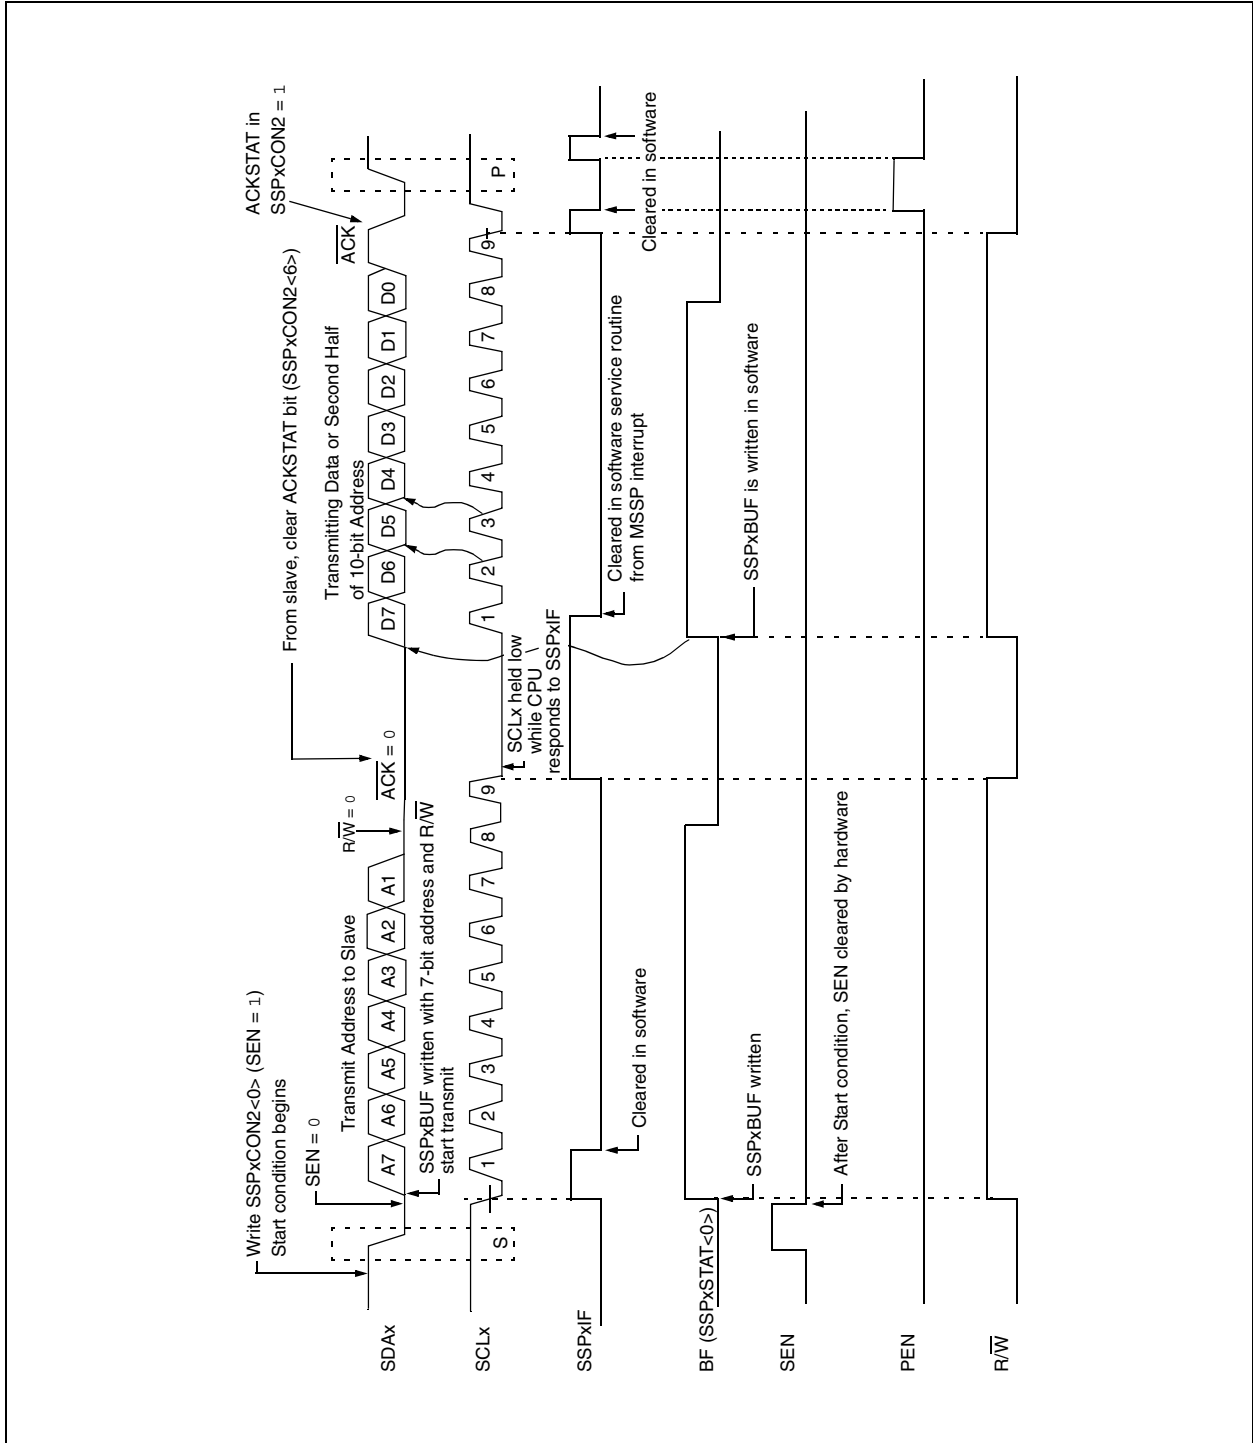 Write SSPxCON2<0> (SEN = 1)
Start condition begins
SEN = 0
Transmit Address to Slave
R/W = 0
From slave, clear ACKSTAT bit (SSPxCON2<6>)
ACK = 0
Transmitting Data or Second Half
of 10-bit Address
ACKSTAT in
SSPxCON2 = 1
ACK
SDAx
A7 A6 A5 A4 A3 A2 A1
D7 D6 D5 D4 D3 D2 D1 D0
SSPxBUF written with 7-bit address and R/W
start transmit
SCLx
S
1 2 3 4 5 6 7 8 9
1 2 3 4 5 6 7 8 9
P
SCLx held low
while CPU
responds to SSPxIF
SSPxIF
Cleared in software
Cleared in software service routine
from MSSP interrupt
Cleared in software
BF (SSPxSTAT<0>)
SSPxBUF written
SSPxBUF is written in software
SEN
After Start condition, SEN cleared by hardware
PEN
R/W